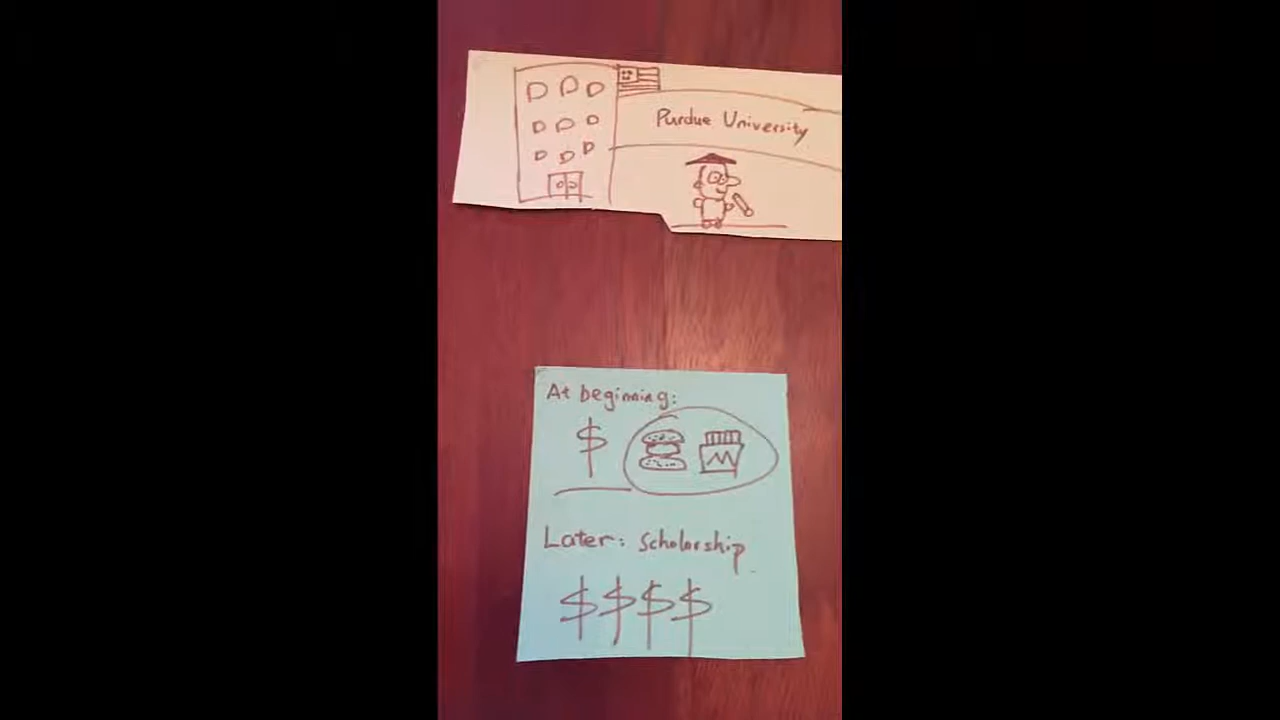 Purdue University
At beginning:
$
Later: Scholarship
$$$$